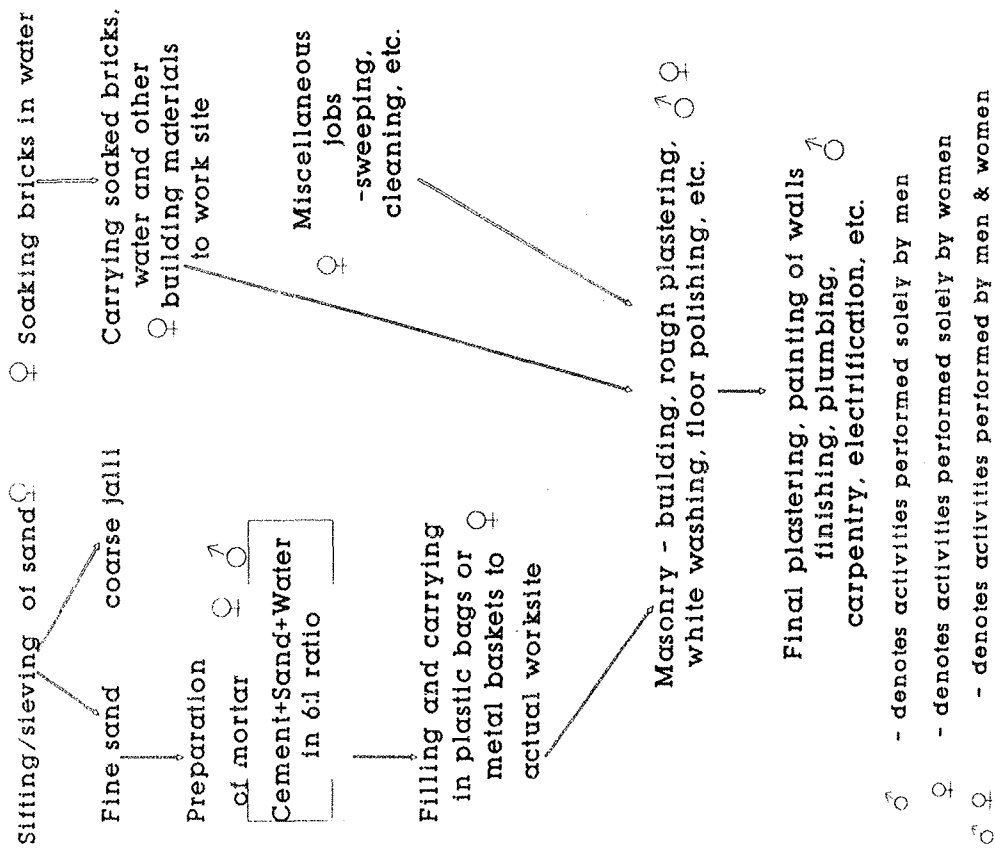 Sifting/sieving of sand ♀
Fine sand
coarse jalli
Preparation
of mortar
♀ ♂
Cement+Sand+Water
in 6:1 ratio
Filling and carrying
in plastic bags or
metal baskets to ♀
actual worksite
♀ Soaking bricks in water
Carrying soaked bricks,
water and other
♀ building materials
to work site
♀ Miscellaneous
jobs
-sweeping,
cleaning, etc.
Masonry - building, rough plastering, ♂ ♀
white washing, floor polishing, etc.
Final plastering, painting of walls
finishing, plumbing, ♂
carpentry, electrification, etc.
♂ - denotes activities performed solely by men
♀ - denotes activities performed solely by women
♂ ♀ - denotes activities performed by men & women